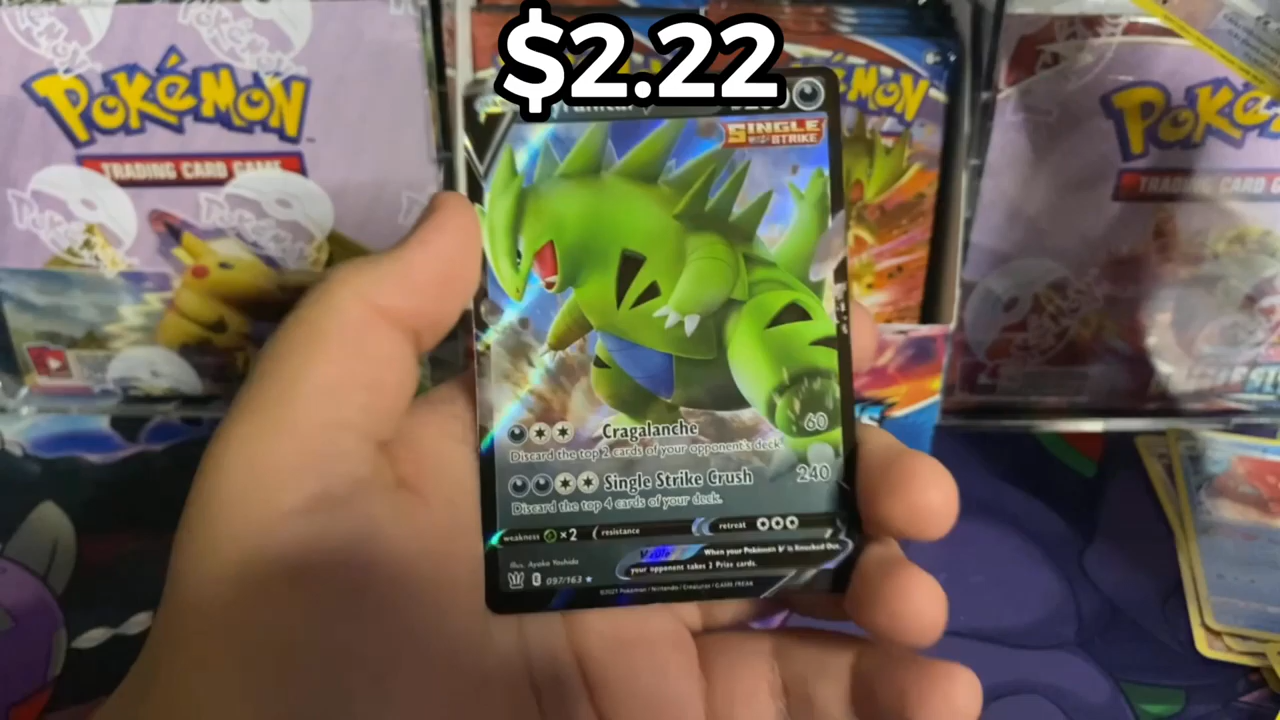 $2.22
POKéMON
TRADING CARD GAME
POKéMON
SINGLE
STRIKE
Cragalanche 60
Discard the top 2 cards of your opponent's deck.
Single Strike Crush 240
Discard the top 4 cards of your deck.
weakness ×2 resistance retreat
V rule When your Pokémon V is Knocked Out,
your opponent takes 2 Prize cards.
Illus. Ayaka Yoshida
097/163
©2021 Pokémon / Nintendo / Creatures / GAME FREAK
TRADING CARD G